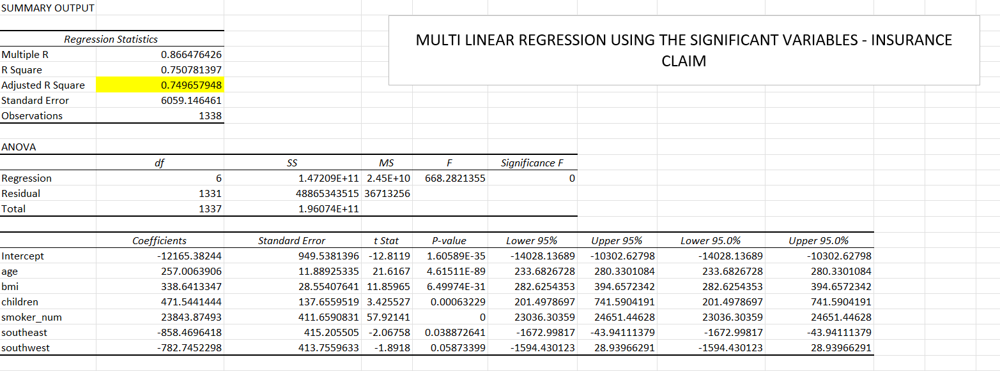 SUMMARY OUTPUT
MULTI LINEAR REGRESSION USING THE SIGNIFICANT VARIABLES - INSURANCE
CLAIM
Regression Statistics
Multiple R 0.866476426
R Square 0.750781397
Adjusted R Square 0.749657948
Standard Error 6059.146461
Observations 1338
ANOVA
df SS MS F Significance F
Regression 6 1.47209E+11 2.45E+10 668.2821355 0
Residual 1331 48865343515 36713256
Total 1337 1.96074E+11
Coefficients Standard Error t Stat P-value Lower 95% Upper 95% Lower 95.0% Upper 95.0%
Intercept -12165.38244 949.5381396 -12.8119 1.60589E-35 -14028.13689 -10302.62798 -14028.13689 -10302.62798
age 257.0063906 11.88925335 21.6167 4.61511E-89 233.6826728 280.3301084 233.6826728 280.3301084
bmi 338.6413347 28.55407641 11.85965 6.49974E-31 282.6254353 394.6572342 282.6254353 394.6572342
children 471.5441444 137.6559519 3.425527 0.00063229 201.4978697 741.5904191 201.4978697 741.5904191
smoker_num 23843.87493 411.6590831 57.92141 0 23036.30359 24651.44628 23036.30359 24651.44628
southeast -858.4696418 415.205505 -2.06758 0.038872641 -1672.99817 -43.94111379 -1672.99817 -43.94111379
southwest -782.7452298 413.7559633 -1.8918 0.05873399 -1594.430123 28.93966291 -1594.430123 28.93966291